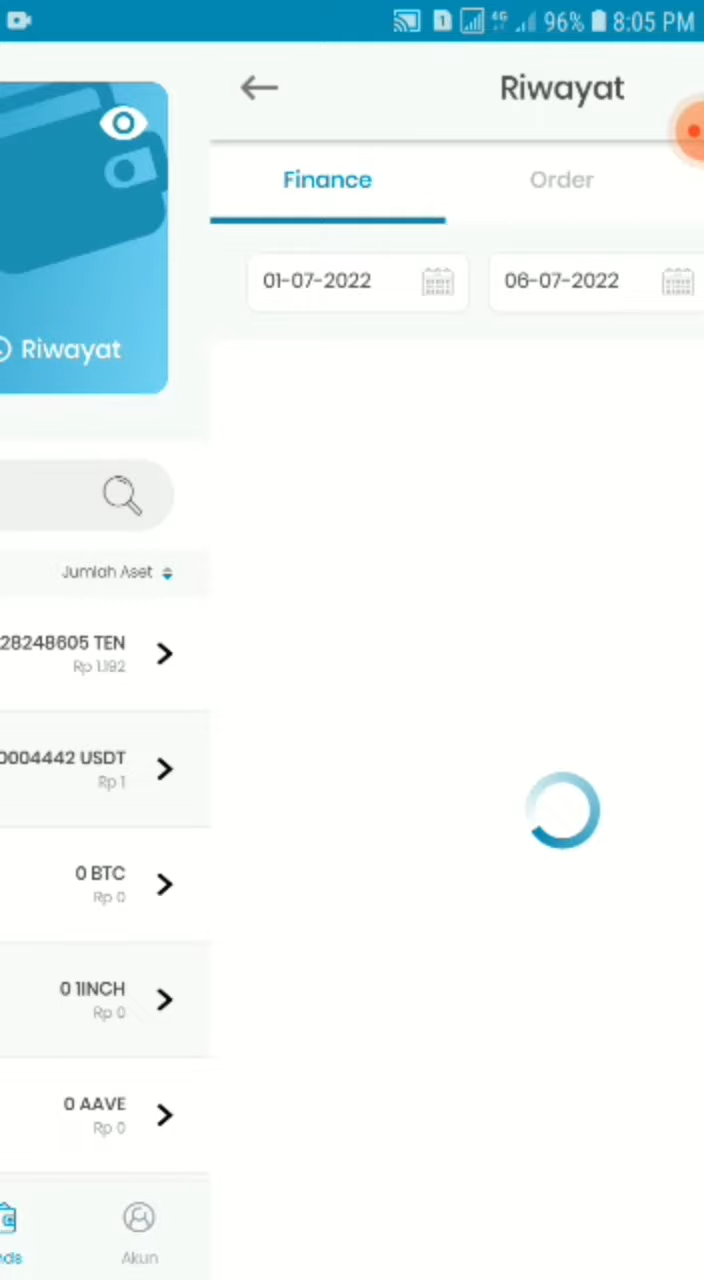 1 4G 96% 8:05 PM
Riwayat
Finance
Order
01-07-2022
06-07-2022
Riwayat
Jumlah Aset
28248605 TEN
Rp 1.192
0004442 USDT
Rp 1
0 BTC
Rp 0
0 1INCH
Rp 0
0 AAVE
Rp 0
Akun